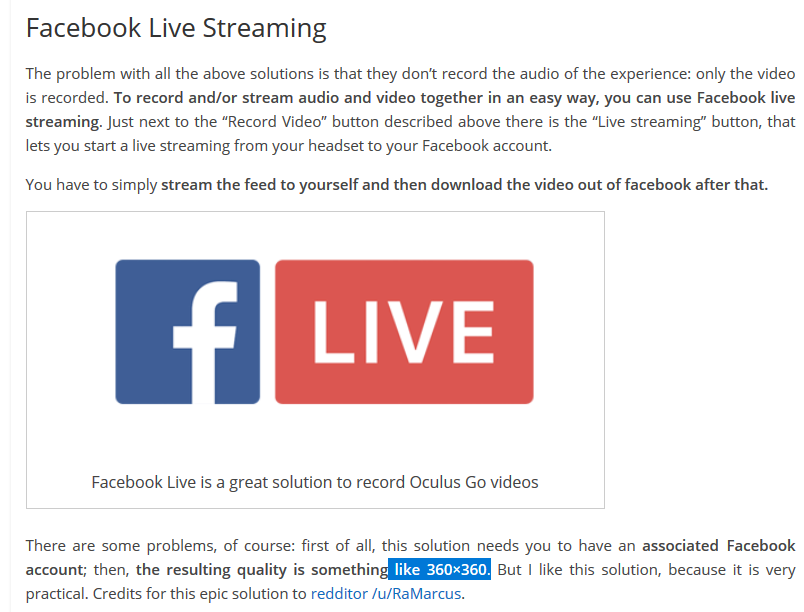 Facebook Live Streaming
The problem with all the above solutions is that they don’t record the audio of the experience: only the video
is recorded. To record and/or stream audio and video together in an easy way, you can use Facebook live
streaming. Just next to the “Record Video” button described above there is the “Live streaming” button, that
lets you start a live streaming from your headset to your Facebook account.
You have to simply stream the feed to yourself and then download the video out of facebook after that.
f LIVE
Facebook Live is a great solution to record Oculus Go videos
There are some problems, of course: first of all, this solution needs you to have an associated Facebook
account; then, the resulting quality is something like 360×360. But I like this solution, because it is very
practical. Credits for this epic solution to redditor /u/RaMarcus.